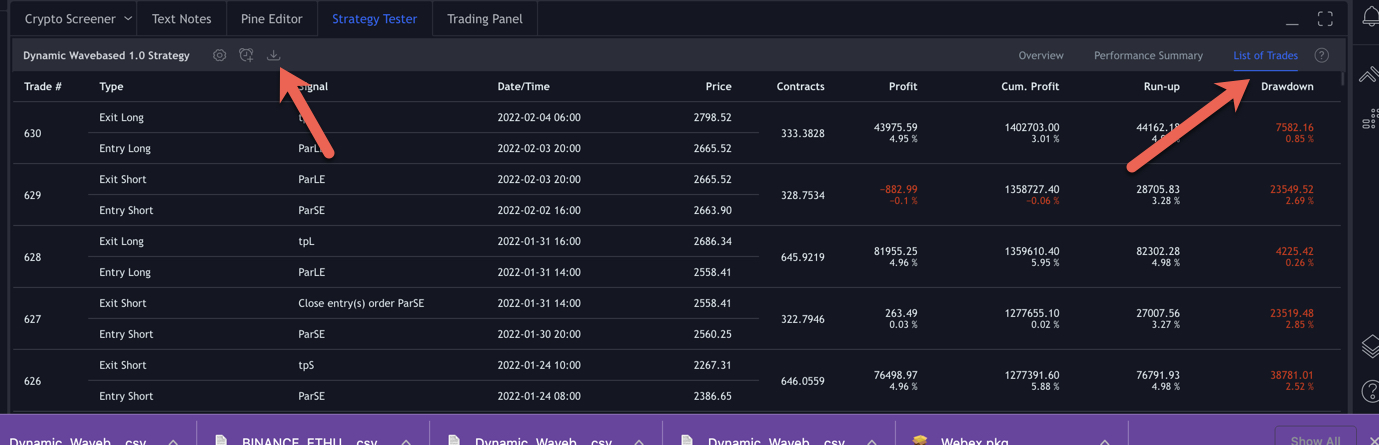 Crypto Screener Text Notes Pine Editor Strategy Tester Trading Panel
Dynamic Wavebased 1.0 Strategy Overview Performance Summary List of Trades ?
Trade # Type Signal Date/Time Price Contracts Profit Cum. Profit Run-up Drawdown
630 Exit Long 2022-02-04 06:00 2798.52 333.3828 43975.59 4.95 % 1402703.00 3.01 % 44162.18 7582.16 0.85 %
Entry Long 2022-02-03 20:00 2665.52
629 Exit Short ParLE 2022-02-03 20:00 2665.52 328.7534 −882.99 −0.1 % 1358727.40 −0.06 % 28705.83 3.28 % 23549.52 2.69 %
Entry Short ParSE 2022-02-02 16:00 2663.90
628 Exit Long tpL 2022-01-31 16:00 2686.34 645.9219 81955.25 4.96 % 1359610.40 5.95 % 82302.28 4.98 % 4225.42 0.26 %
Entry Long ParLE 2022-01-31 14:00 2558.41
627 Exit Short Close entry(s) order ParSE 2022-01-31 14:00 2558.41 322.7946 263.49 0.03 % 1277655.10 0.02 % 27007.56 3.27 % 23519.48 2.85 %
Entry Short ParSE 2022-01-30 20:00 2560.25
626 Exit Short tpS 2022-01-24 10:00 2267.31 646.0559 76498.97 4.96 % 1277391.60 5.88 % 76791.93 4.98 % 38781.01 2.52 %
Entry Short ParSE 2022-01-24 08:00 2386.65
Dynamic_Waveb....csv BINANCE_ETHU....csv Dynamic_Waveb....csv Dynamic_Waveb....csv Webex.pkg Show All